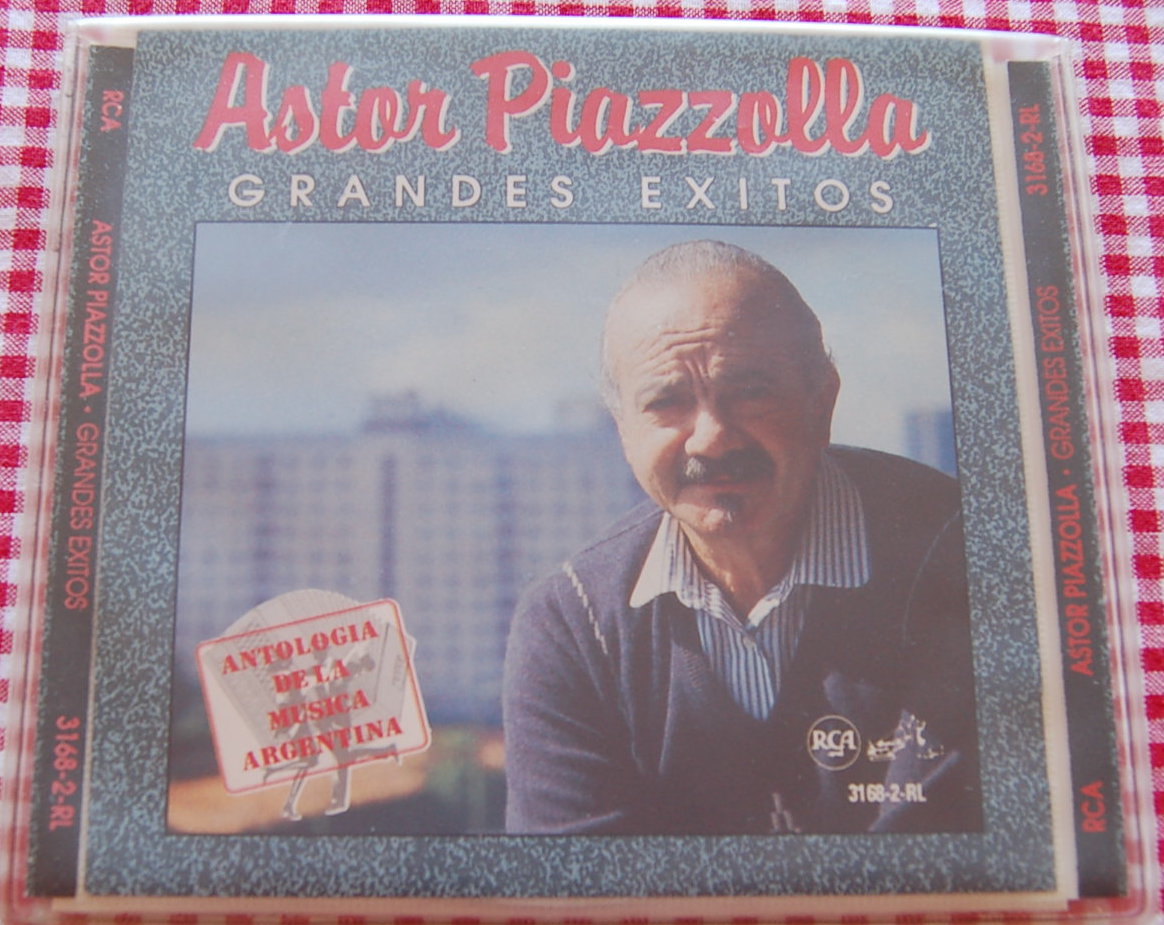 Astor Piazzolla
GRANDES EXITOS
RCA ASTOR PIAZZOLLA • GRANDES EXITOS 3168-2-RL
ANTOLOGIA
DE LA
MUSICA
ARGENTINA
RCA
3168-2-RL
RCA ASTOR PIAZZOLLA • GRANDES EXITOS 3168-2-RL